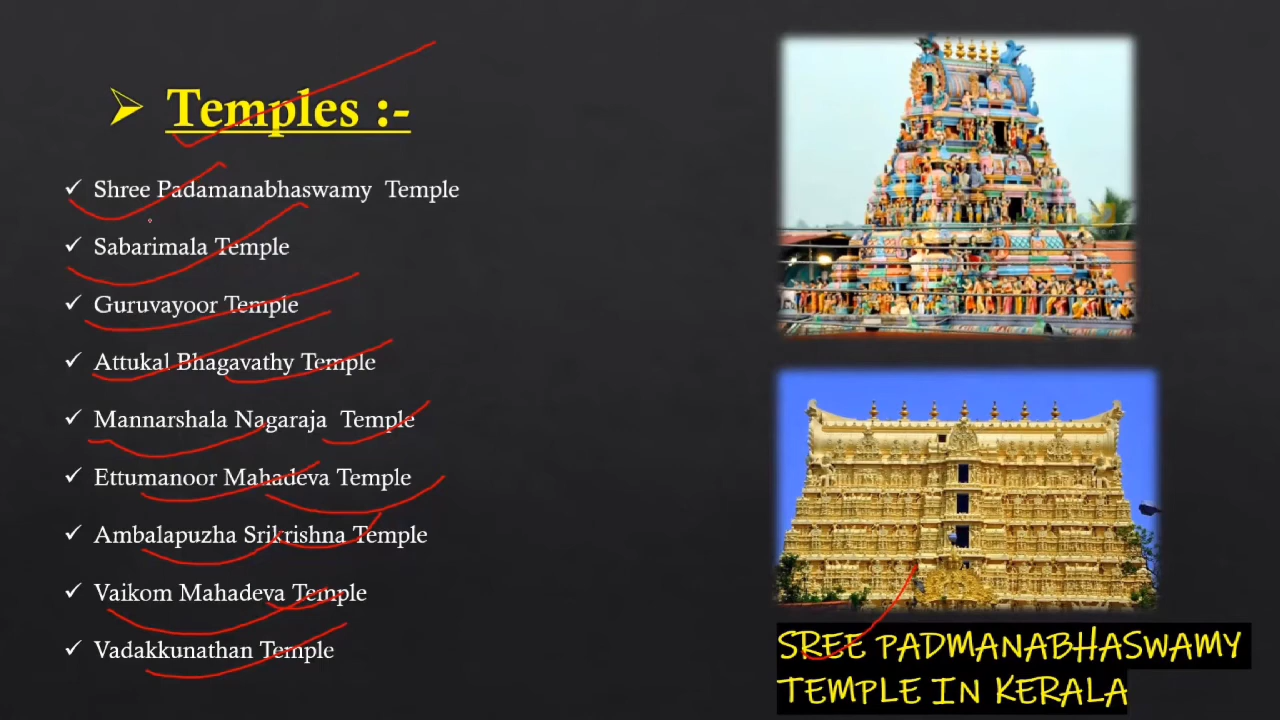 Temples :-
Shree Padamanabhaswamy Temple
Sabarimala Temple
Guruvayoor Temple
Attukal Bhagavathy Temple
Mannarshala Nagaraja Temple
Ettumanoor Mahadeva Temple
Ambalapuzha Srikrishna Temple
Vaikom Mahadeva Temple
Vadakkunathan Temple
SREE PADMANABHASWAMY
TEMPLE IN KERALA